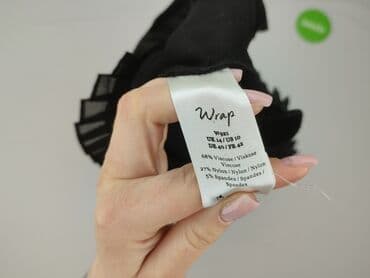 Wrap
W921
UK 14 / US 10
EU 40 / FR 42
68% Viscose / Viskose
Viscose
27% Nylon / Nylon / Nylon
5% Spandex / Spandex /
Spandex